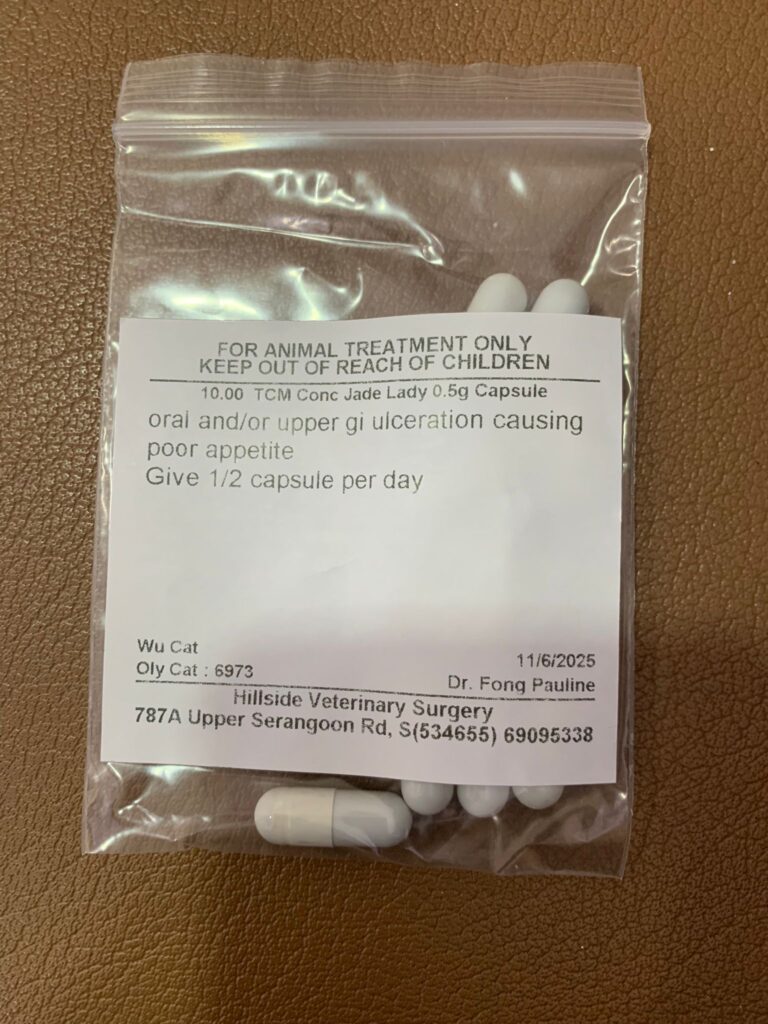 FOR ANIMAL TREATMENT ONLY
KEEP OUT OF REACH OF CHILDREN
10.00 TCM Conc Jade Lady 0.5g Capsule
oral and/or upper gi ulceration causing
poor appetite
Give 1/2 capsule per day
Wu Cat
Oly Cat : 6973
11/6/2025
Dr. Fong Pauline
Hillside Veterinary Surgery
787A Upper Serangoon Rd, S(534655) 69095338